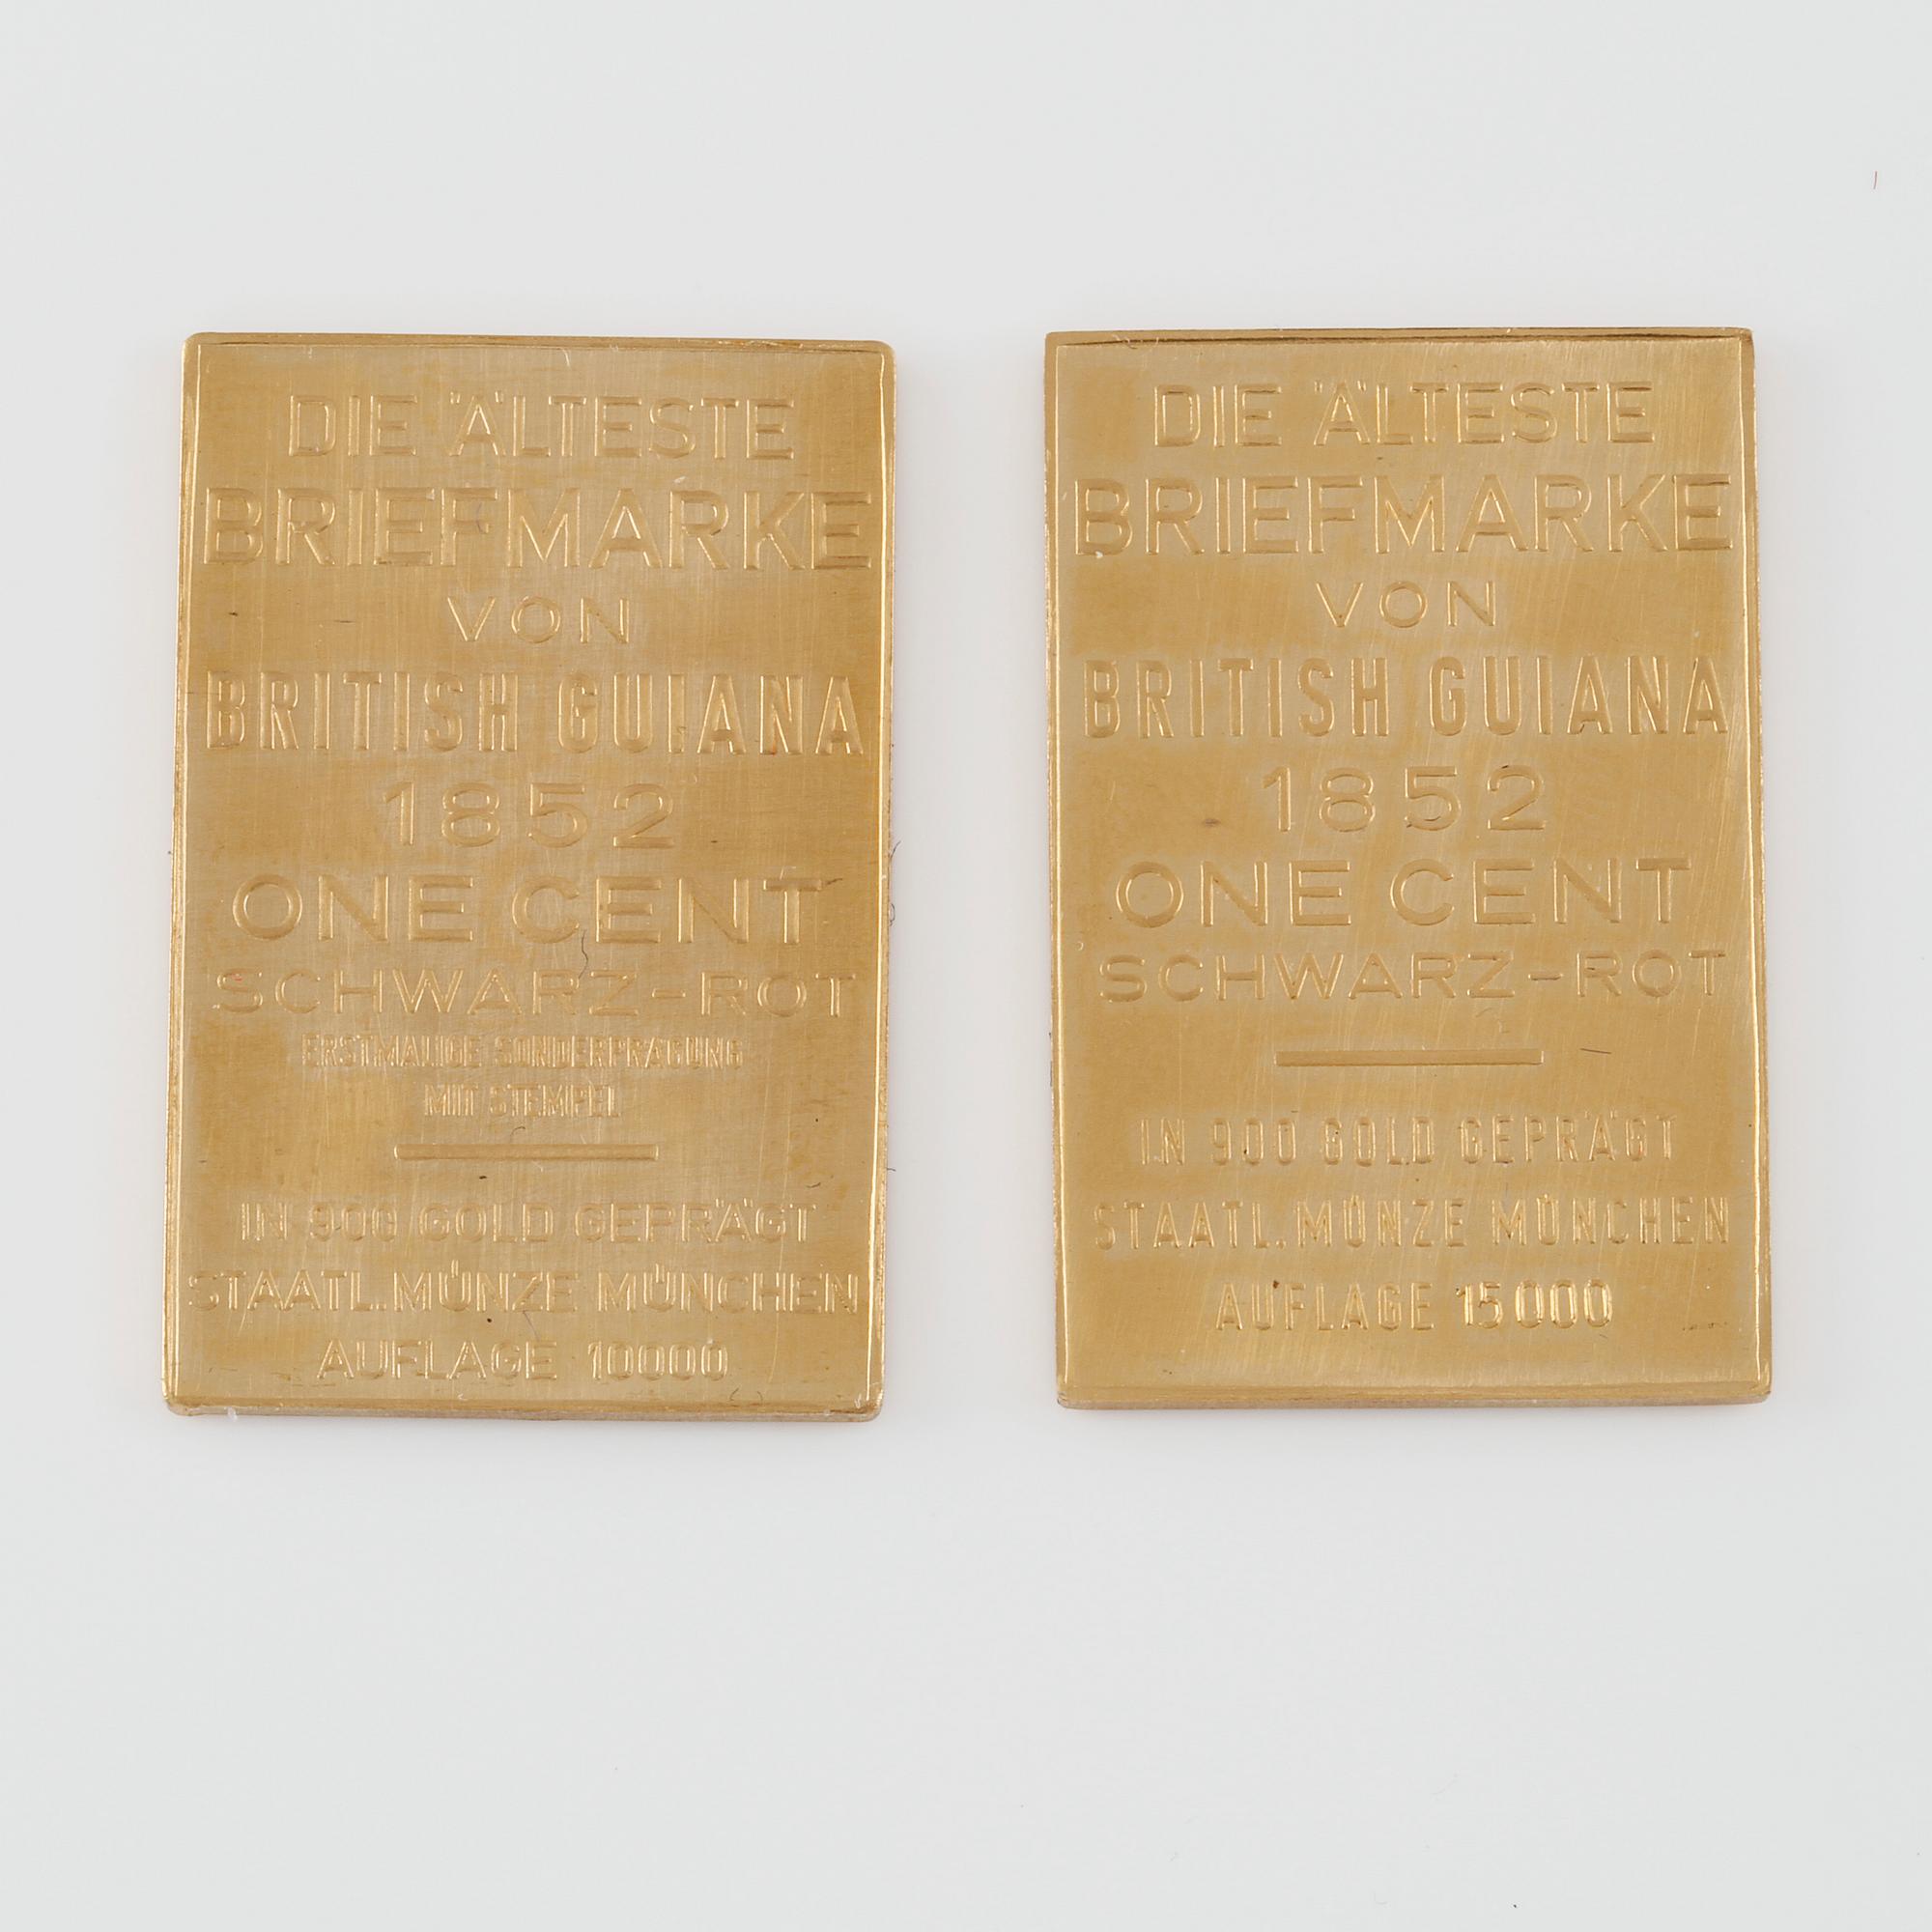 DIE ÄLTESTE
BRIEFMARKE
VON
BRITISH GUIANA
1852
ONE CENT
SCHWARZ-ROT
ERSTMALIGE SONDERPRÄGUNG
MIT STEMPEL
IN 900 GOLD GEPRÄGT
STAATL. MÜNZE MÜNCHEN
AUFLAGE 10000
DIE ÄLTESTE
BRIEFMARKE
VON
BRITISH GUIANA
1852
ONE CENT
SCHWARZ-ROT
IN 900 GOLD GEPRÄGT
STAATL. MÜNZE MÜNCHEN
AUFLAGE 15000